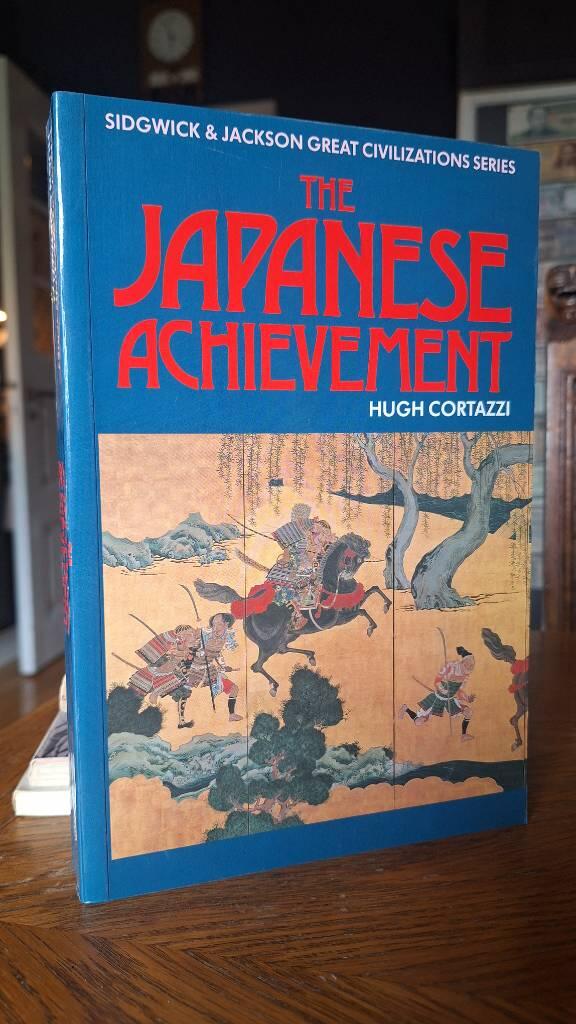 SIDGWICK & JACKSON GREAT CIVILIZATIONS SERIES
THE
JAPANESE
ACHIEVEMENT
HUGH CORTAZZI